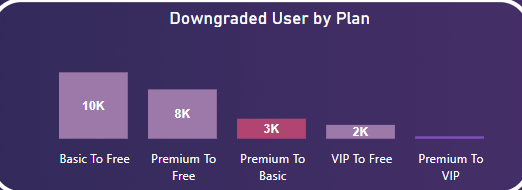 Downgraded User by Plan
10K
8K
3K
2K
Basic To Free
Premium To
Free
Premium To
Basic
VIP To Free
Premium To
VIP